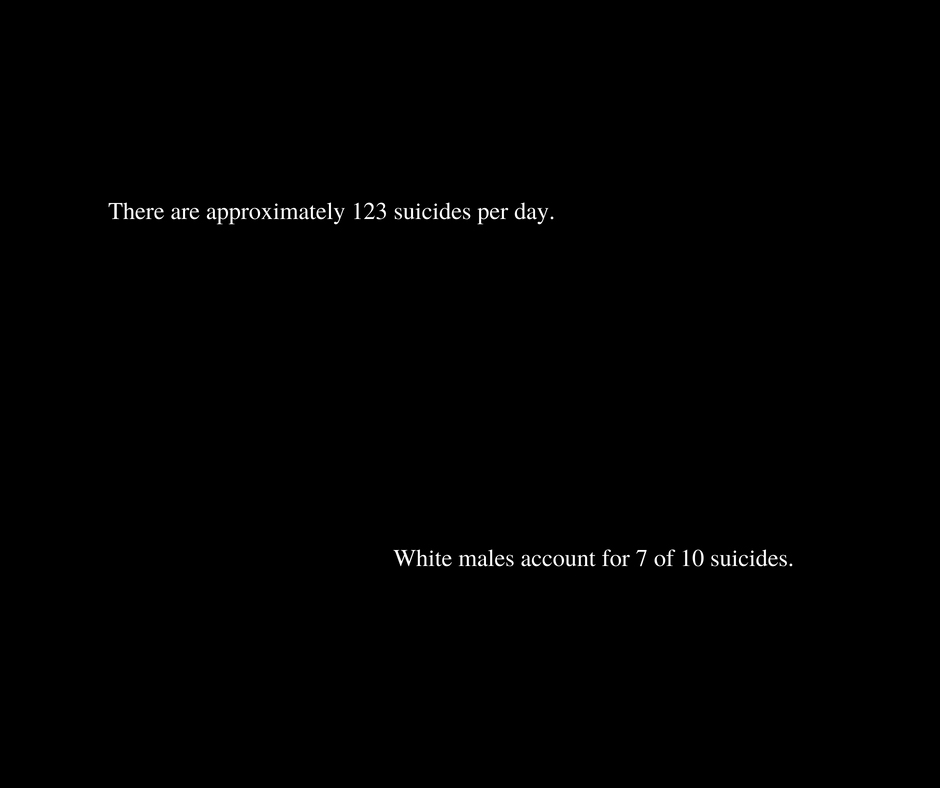 There are approximately 123 suicides per day.
White males account for 7 of 10 suicides.